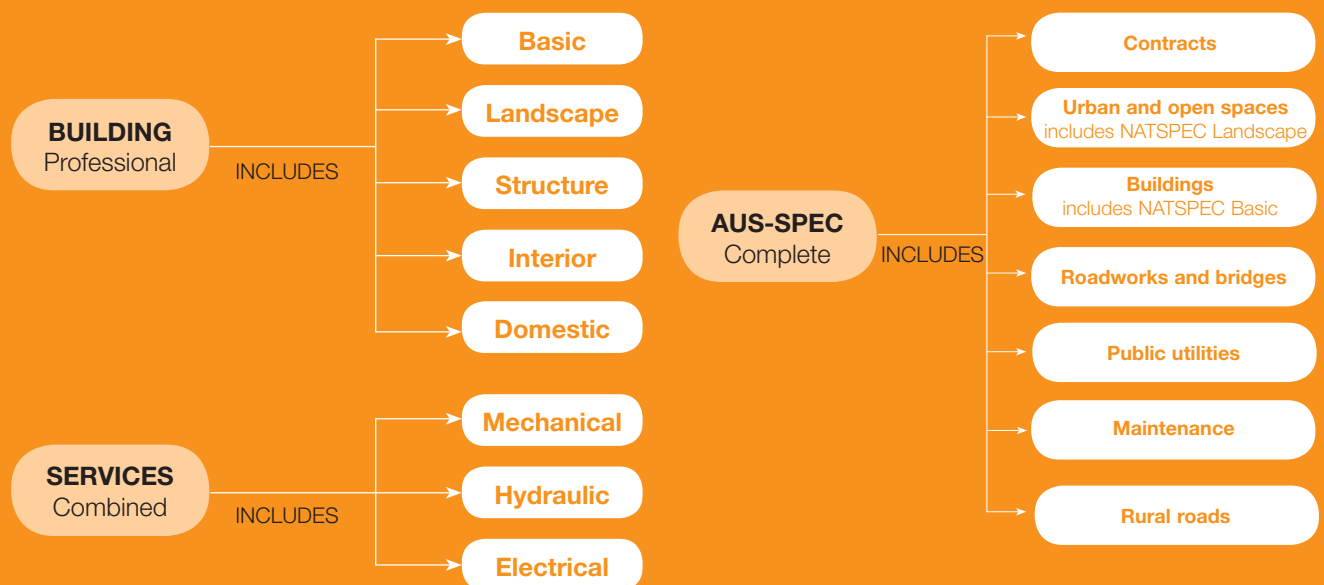 BUILDING
Professional
INCLUDES
Basic
Landscape
Structure
Interior
Domestic
SERVICES
Combined
INCLUDES
Mechanical
Hydraulic
Electrical
AUS-SPEC
Complete
INCLUDES
Contracts
Urban and open spaces
includes NATSPEC Landscape
Buildings
includes NATSPEC Basic
Roadworks and bridges
Public utilities
Maintenance
Rural roads